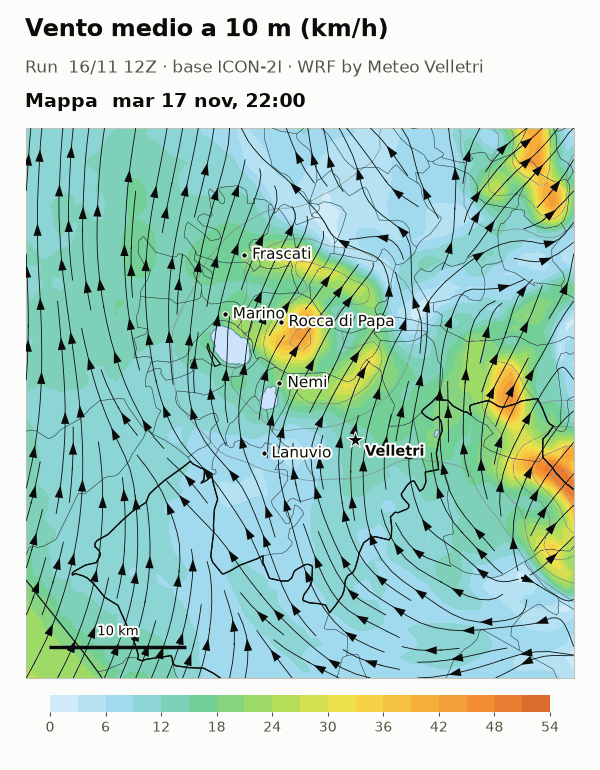 Vento medio a 10 m (km/h)
Run  16/11 12Z · base ICON-2I · WRF by Meteo Velletri
Mappa  mar 17 nov, 22:00
Frascati
Marino
Rocca di Papa
Nemi
Velletri
Lanuvio
10 km
0 6 12 18 24 30 36 42 48 54